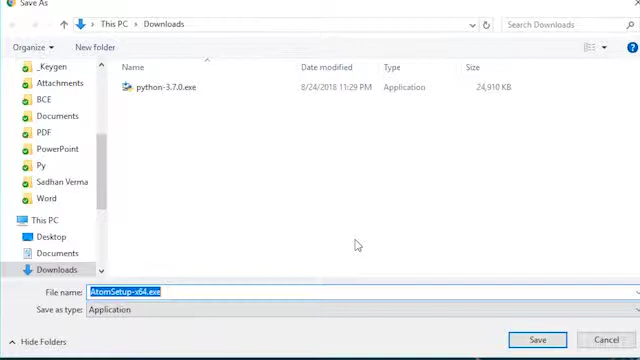 Save As
This PC > Downloads
Search Downloads
Organize
New folder
Name
Date modified
Type
Size
python-3.7.0.exe
8/24/2018 11:29 PM
Application
24,910 KB
_Keygen
Attachments
BCE
Documents
PDF
PowerPoint
Py
Sadhan Verma
Word
This PC
Desktop
Documents
Downloads
File name:
AtomSetup-x64.exe
Save as type:
Application
Hide Folders
Save
Cancel